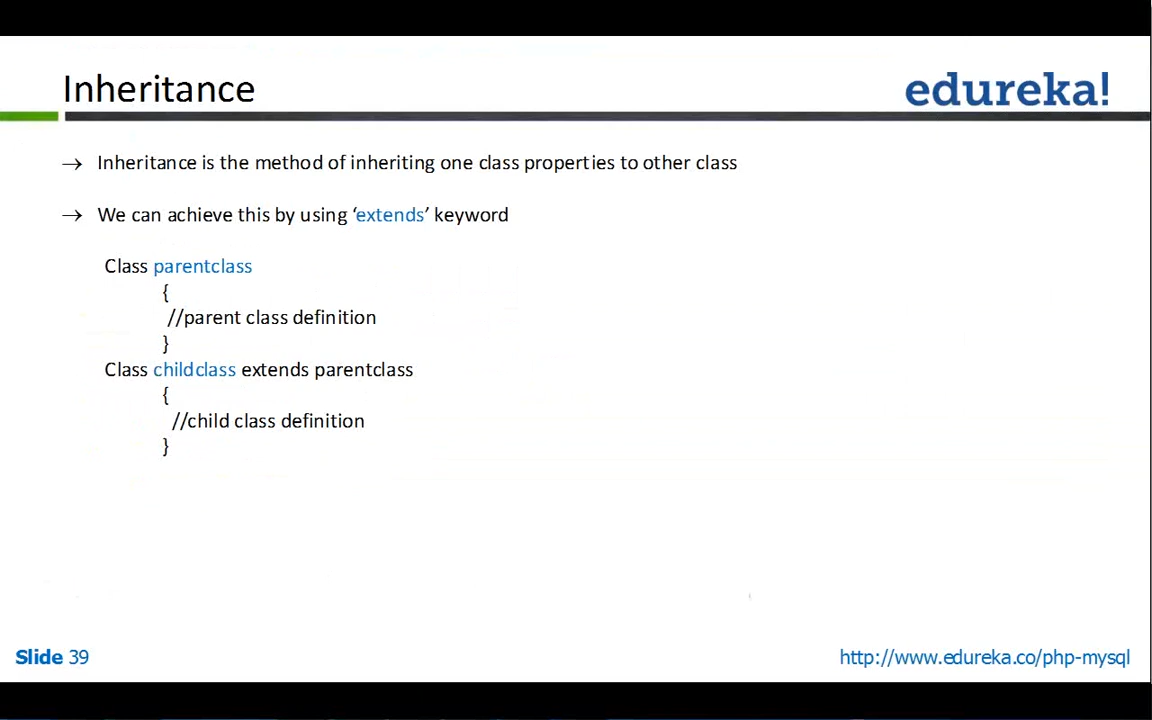 Inheritance
edureka!
→ Inheritance is the method of inheriting one class properties to other class
→ We can achieve this by using ‘extends’ keyword
Class parentclass
{
//parent class definition
}
Class childclass extends parentclass
{
//child class definition
}
Slide 39
http://www.edureka.co/php-mysql